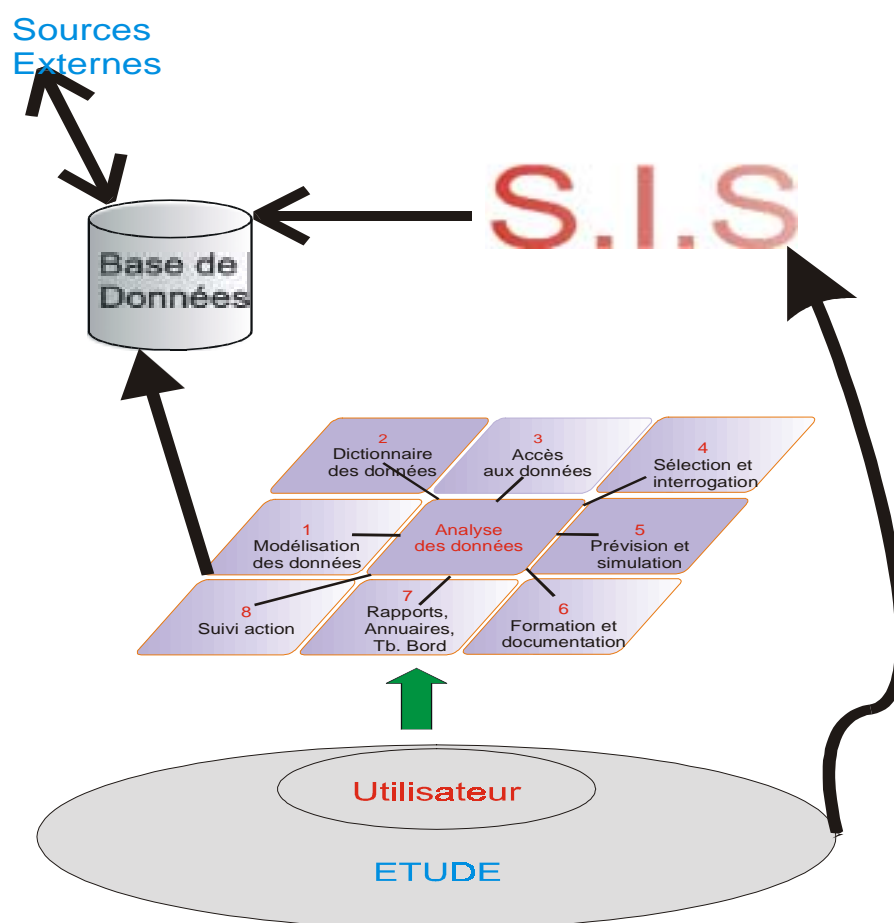 Sources
Externes
S.I.S
Base de
Données
2
Dictionnaire
des données
3
Accès
aux données
4
Sélection et
interrogation
1
Modélisation
des données
Analyse
des données
5
Prévision et
simulation
8
Suivi action
7
Rapports,
Annuaires,
Tb. Bord
6
Formation et
documentation
Utilisateur
ETUDE